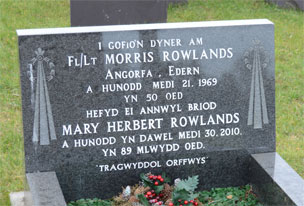 I GOFION DYNER AM
FL/LT MORRIS ROWLANDS
ANGORFA, EDERN
A HUNODD MEDI 21, 1969
YN 50 OED
HEFYD EI ANNWYL BRIOD
MARY HERBERT ROWLANDS
A HUNODD YN DAWEL MEDI 30, 2010,
YN 89 MLWYDD OED.
'TRAGWYDDOL ORFFWYS'